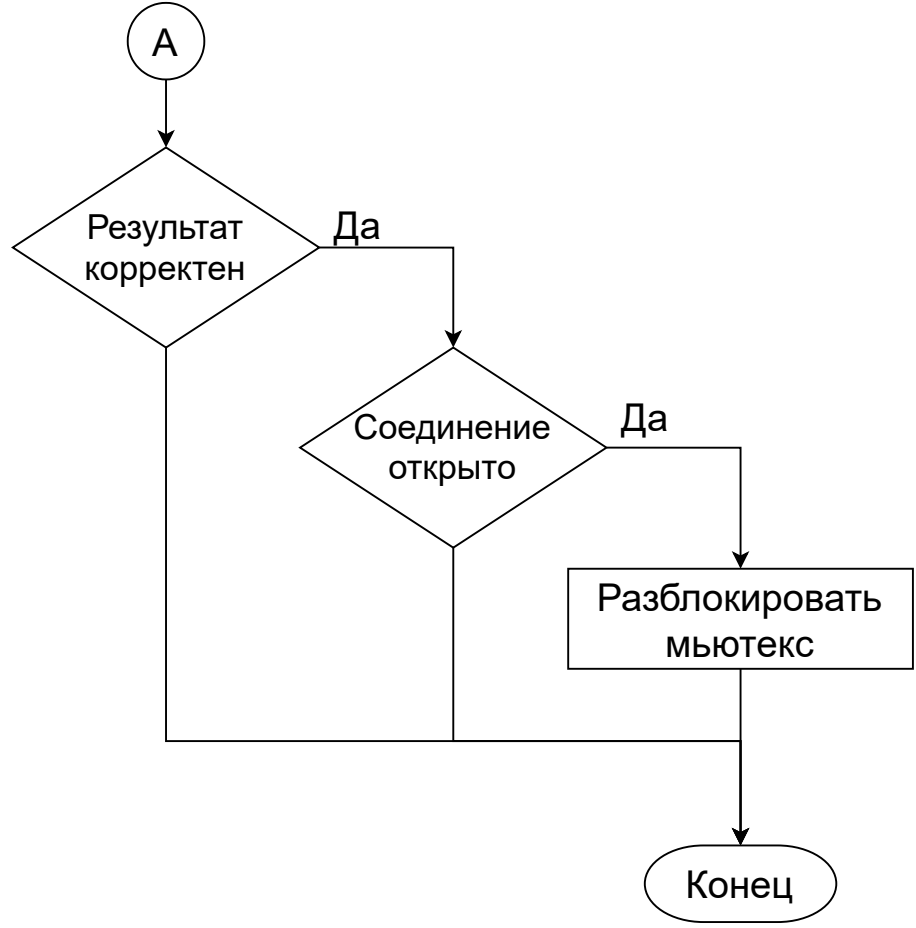 А
Результат
корректен
Да
Соединение
открыто
Да
Разблокировать
мьютекс
Конец